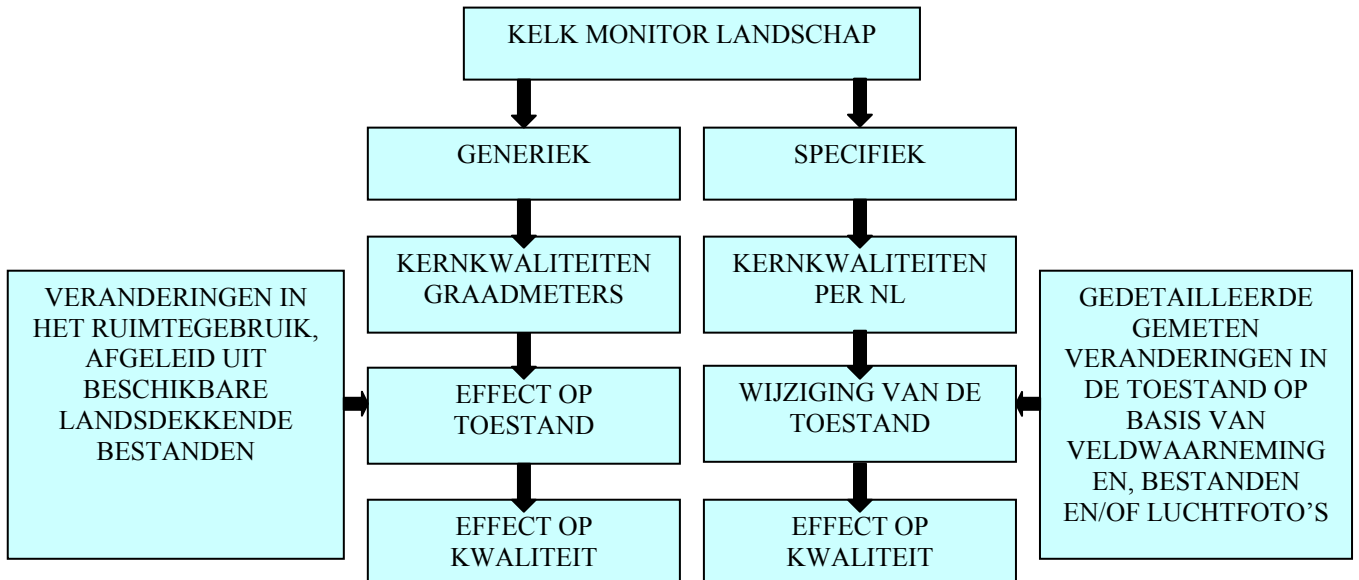 KELK MONITOR LANDSCHAP
GENERIEK
SPECIFIEK
KERNKWALITEITEN
GRAADMETERS
KERNKWALITEITEN
PER NL
VERANDERINGEN IN
HET RUIMTEGEBRUIK,
AFGELEID UIT
BESCHIKBARE
LANDSDEKKENDE
BESTANDEN
EFFECT OP
TOESTAND
WIJZIGING VAN DE
TOESTAND
GEDETAILLEERDE
GEMETEN
VERANDERINGEN IN
DE TOESTAND OP
BASIS VAN
VELDWAARNEMING
EN, BESTANDEN
EN/OF LUCHTFOTO’S
EFFECT OP
KWALITEIT
EFFECT OP
KWALITEIT